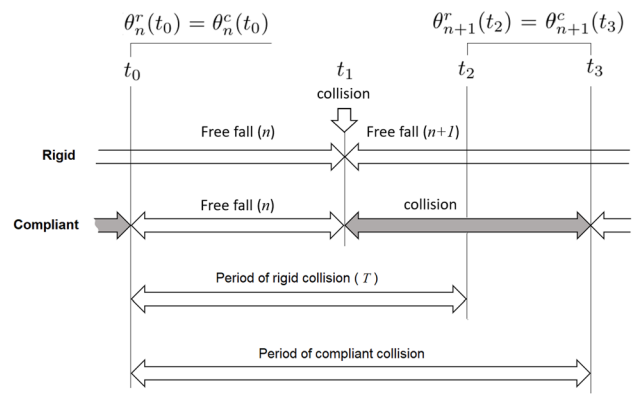 θ_n^r(t_0) = θ_n^c(t_0)
θ_{n+1}^r(t_2) = θ_{n+1}^c(t_3)
t_0
t_1
t_2
t_3
collision
Free fall (n)
Free fall (n+1)
Rigid
Free fall (n)
collision
Compliant
Period of rigid collision ( T )
Period of compliant collision